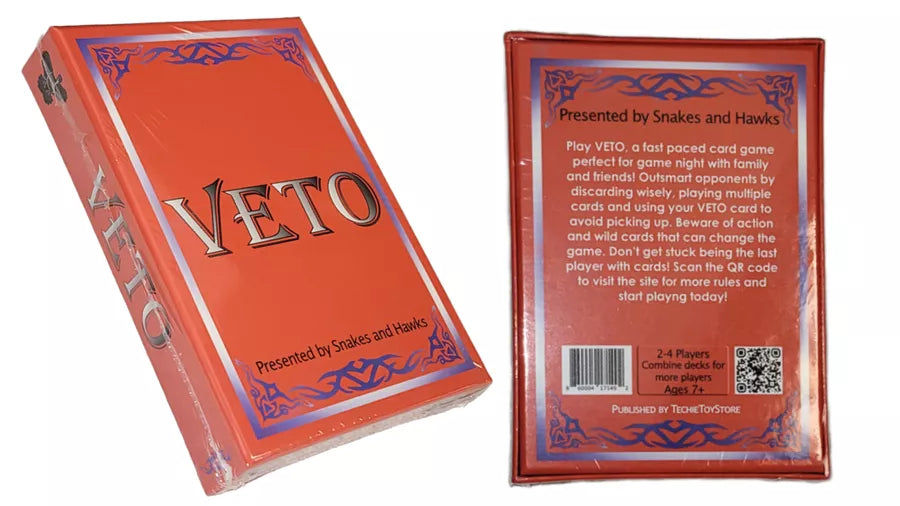 VETO
VETO
Presented by Snakes and Hawks
Presented by Snakes and Hawks
Play VETO, a fast paced card game
perfect for game night with family
and friends! Outsmart opponents by
discarding wisely, playing multiple
cards and using your VETO card to
avoid picking up. Beware of action
and wild cards that can change the
game. Don't get stuck being the last
player with cards! Scan the QR code
to visit the site for more rules and
start playng today!
2-4 Players
Combine decks for
more players
Ages 7+
PUBLISHED BY TECHIETOYSTORE